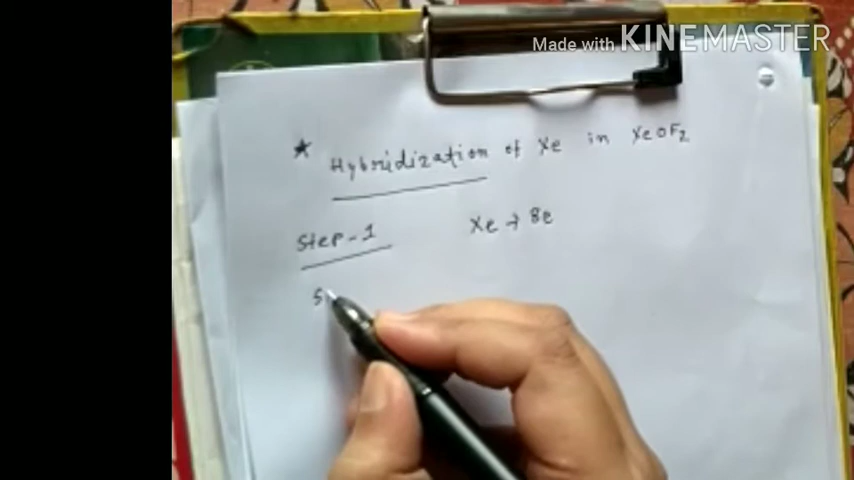 Made with KINEMASTER
★ Hybridization of Xe in XeOF2
Step-1 Xe → 8e
S